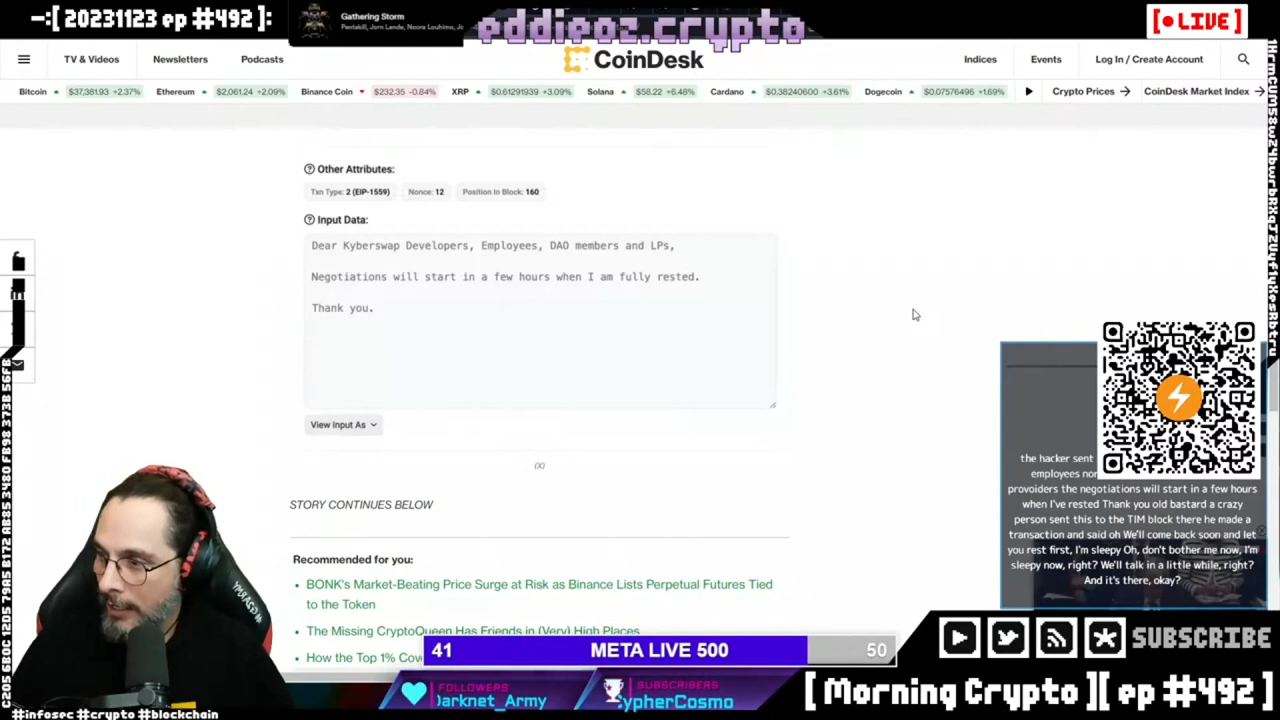 -:[ 20231123 ep #492 ]:
Gathering Storm
Pentakill, Jorn Lande, Noora Louhimo, Jo
eddieoz.crypto
[● LIVE]
TV & Videos
Newsletters
Podcasts
CoinDesk
Indices
Events
Log In / Create Account
Bitcoin $37,381.93 +2.37% Ethereum $2,061.24 +2.09% Binance Coin $232.35 -0.84% XRP $0.61291939 +3.09% Solana $58.22 +6.48% Cardano $0.38240600 +3.61% Dogecoin $0.07576496 +1.69% Crypto Prices → CoinDesk Market Index →
Other Attributes:
Txn Type: 2 (EIP-1559) Nonce: 12 Position In Block: 160
Input Data:
Dear Kyberswap Developers, Employees, DAO members and LPs,
Negotiations will start in a few hours when I am fully rested.
Thank you.
View Input As
(X)
STORY CONTINUES BELOW
Recommended for you:
• BONK's Market-Beating Price Surge at Risk as Binance Lists Perpetual Futures Tied
to the Token
• The Missing CryptoQueen Has Friends in (Very) High Places
• How the Top 1% Cov
the hacker sent
employees nor
provoiders the negotiations will start in a few hours
when I've rested Thank you old bastard a crazy
person sent this to the TIM block there he made a
transaction and said oh We'll come back soon and let
you rest first, I'm sleepy Oh, don't bother me now, I'm
sleepy now, right? We'll talk in a little while, right?
And it's there, okay?
41 META LIVE 500 50
FOLLOWERS
Darknet_Army
SUBSCRIBERS
CypherCosmo
SUBSCRIBE
[ Morning Crypto ][ ep #492 ]
#infosec #crypto #blockchain